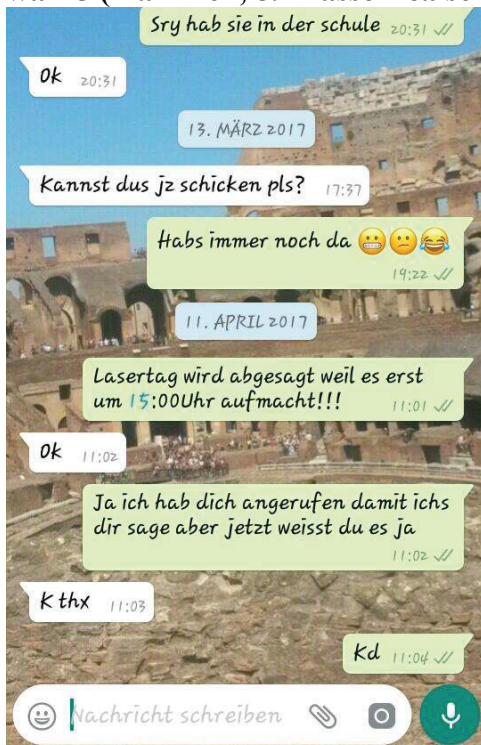 Sry hab sie in der schule 20:31
Ok 20:31
13. MÄRZ 2017
Kannst dus jz schicken pls? 17:37
Habs immer noch da 😬😕😂
19:22
11. APRIL 2017
Lasertag wird abgesagt weil es erst
um 15:00Uhr aufmacht!!! 11:01
Ok 11:02
Ja ich hab dich angerufen damit ichs
dir sage aber jetzt weisst du es ja
11:02
K thx 11:03
Kd 11:04
Nachricht schreiben